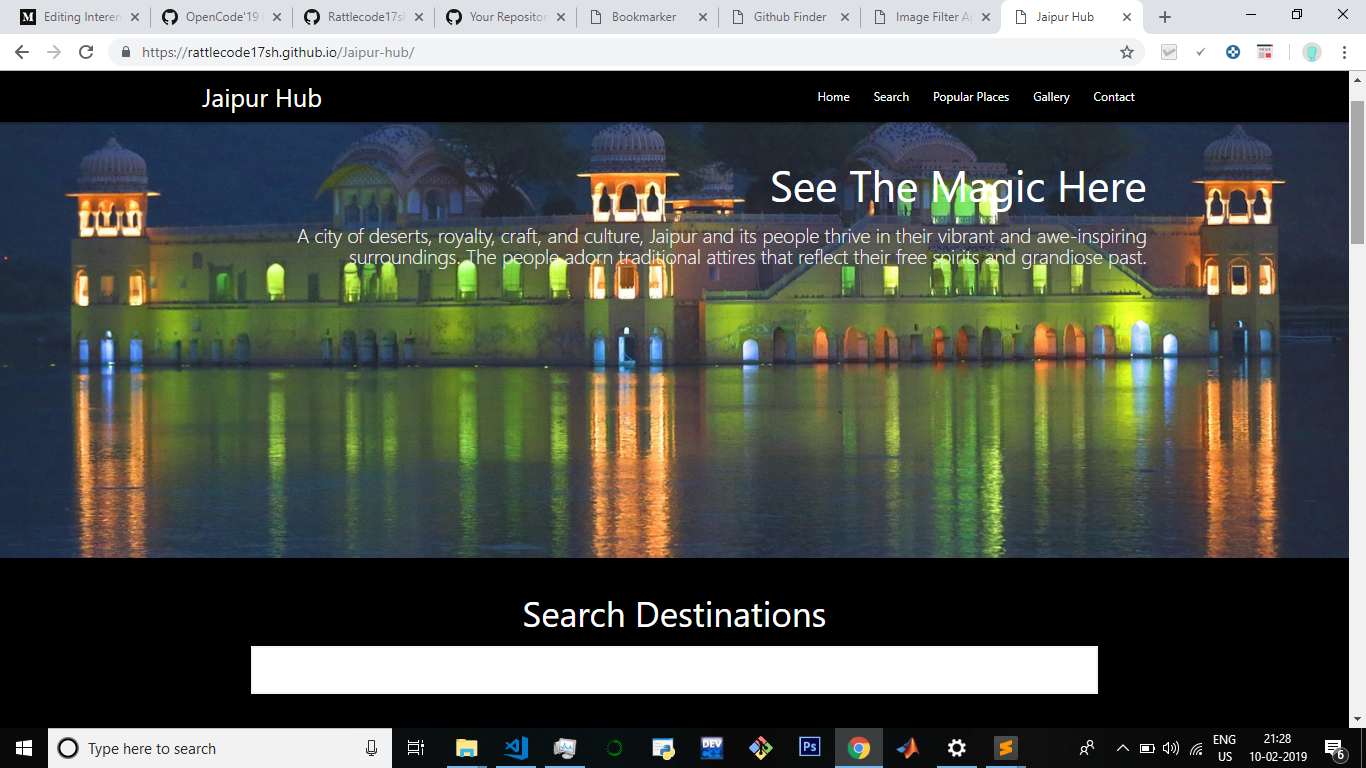 Editing Interen
OpenCode'19
Rattlecode17sh
Your Repositor
Bookmarker
Github Finder
Image Filter Ap
Jaipur Hub
https://rattlecode17sh.github.io/Jaipur-hub/
Jaipur Hub
Home
Search
Popular Places
Gallery
Contact
See The Magic Here
A city of deserts, royalty, craft, and culture, Jaipur and its people thrive in their vibrant and awe-inspiring
surroundings. The people adorn traditional attires that reflect their free spirits and grandiose past.
Search Destinations
Type here to search
DEV
Ps
ENG
US
21:28
10-02-2019
6